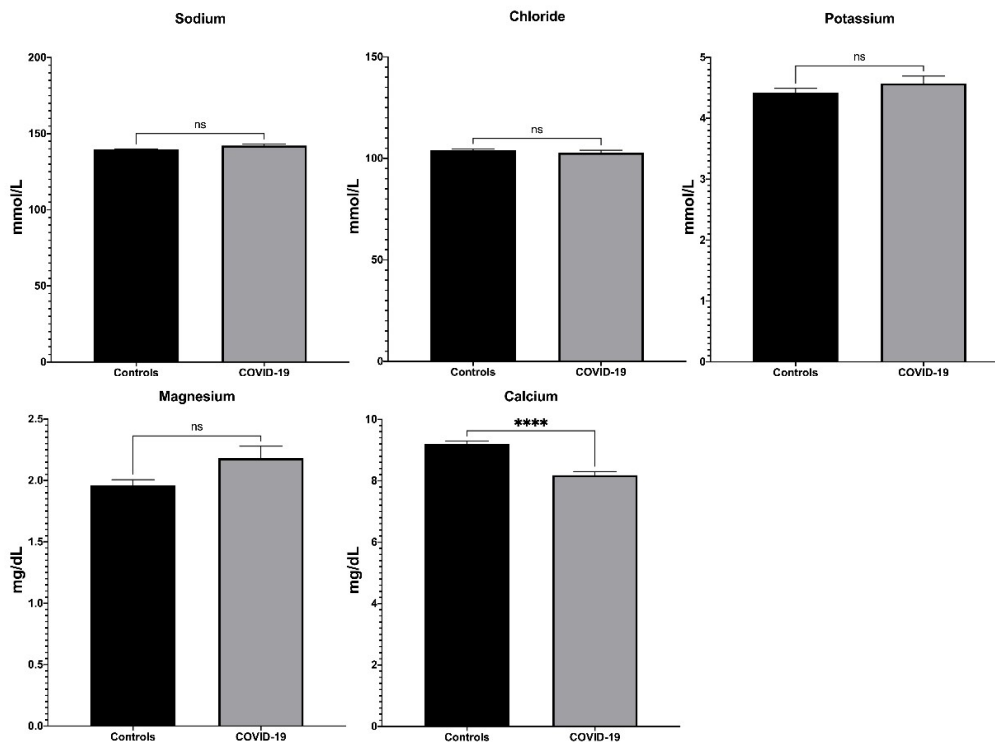 Sodium
200
150
100
50
0
mmol/L
ns
Controls
COVID-19
Chloride
150
100
50
0
mmol/L
ns
Controls
COVID-19
Potassium
5
4
3
2
1
0
mmol/L
ns
Controls
COVID-19
Magnesium
2.5
2.0
1.5
1.0
0.5
0.0
mg/dL
ns
Controls
COVID-19
Calcium
10
8
6
4
2
0
mg/dL
****
Controls
COVID-19